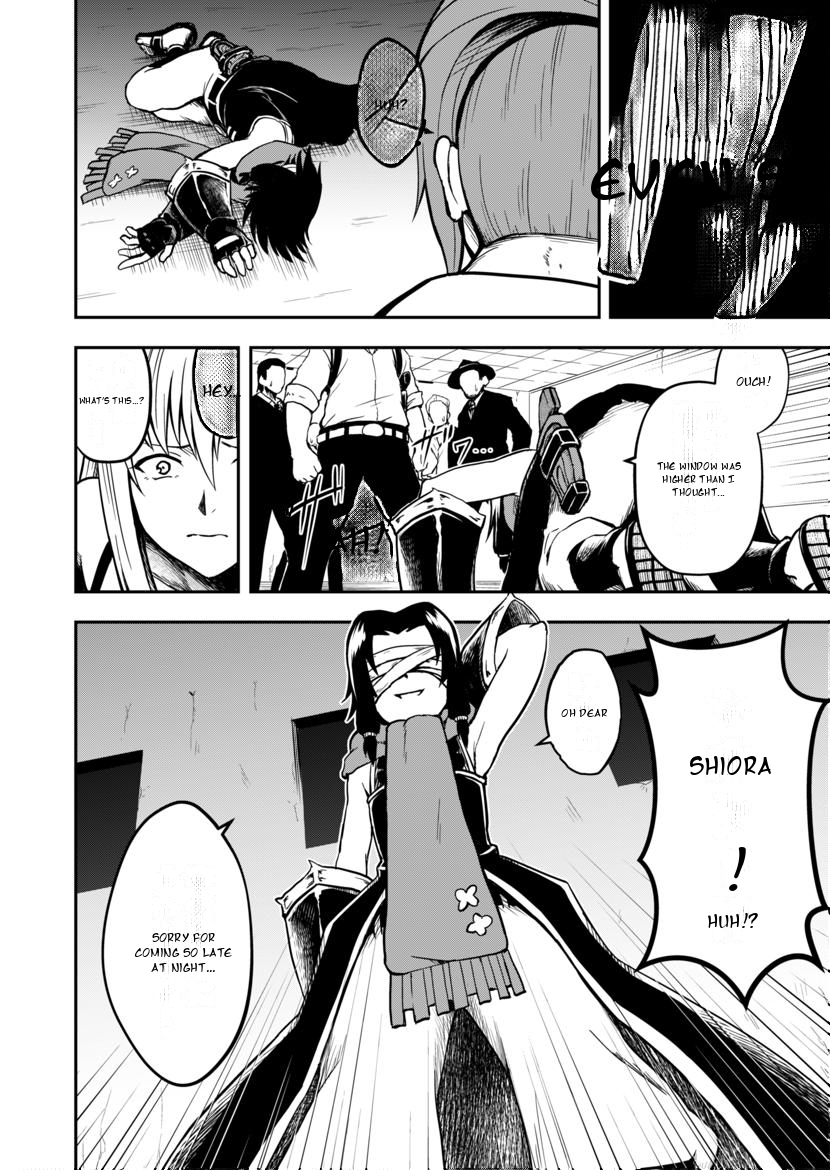 HUH?
OUCH!
THE WINDOW WAS
HIGHER THAN I
THOUGHT...
HEY...
WHAT'S THIS...?
SHIORA
!
HUH!?
OH DEAR
SORRY FOR
COMING SO LATE
AT NIGHT...